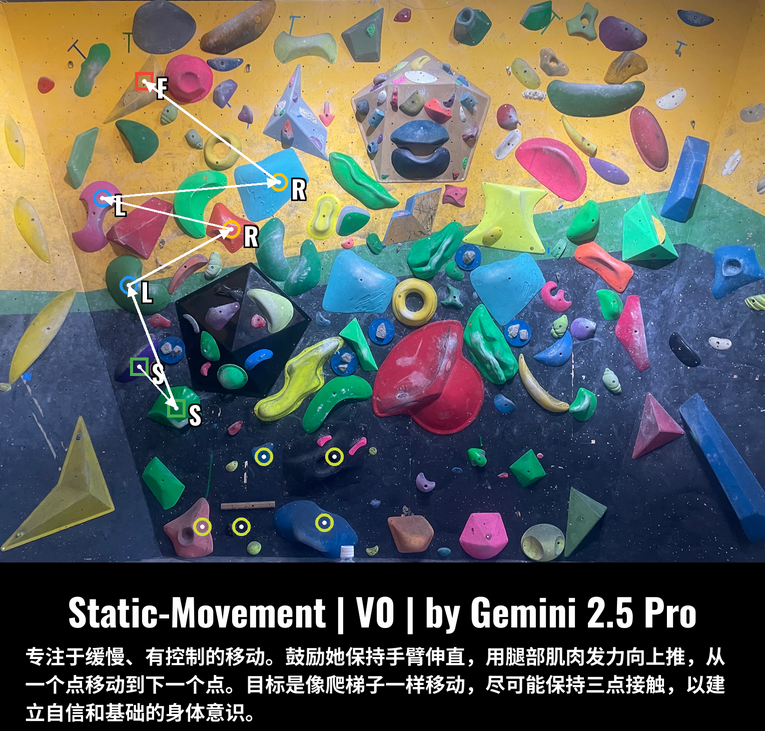 F
R
L
R
L
S
S
Static-Movement | V0 | by Gemini 2.5 Pro
专注于缓慢、有控制的移动。鼓励她保持手臂伸直，用腿部肌肉发力向上推，从
一个点移动到下一个点。目标是像爬梯子一样移动，尽可能保持三点接触，以建
立自信和基础的身体意识。